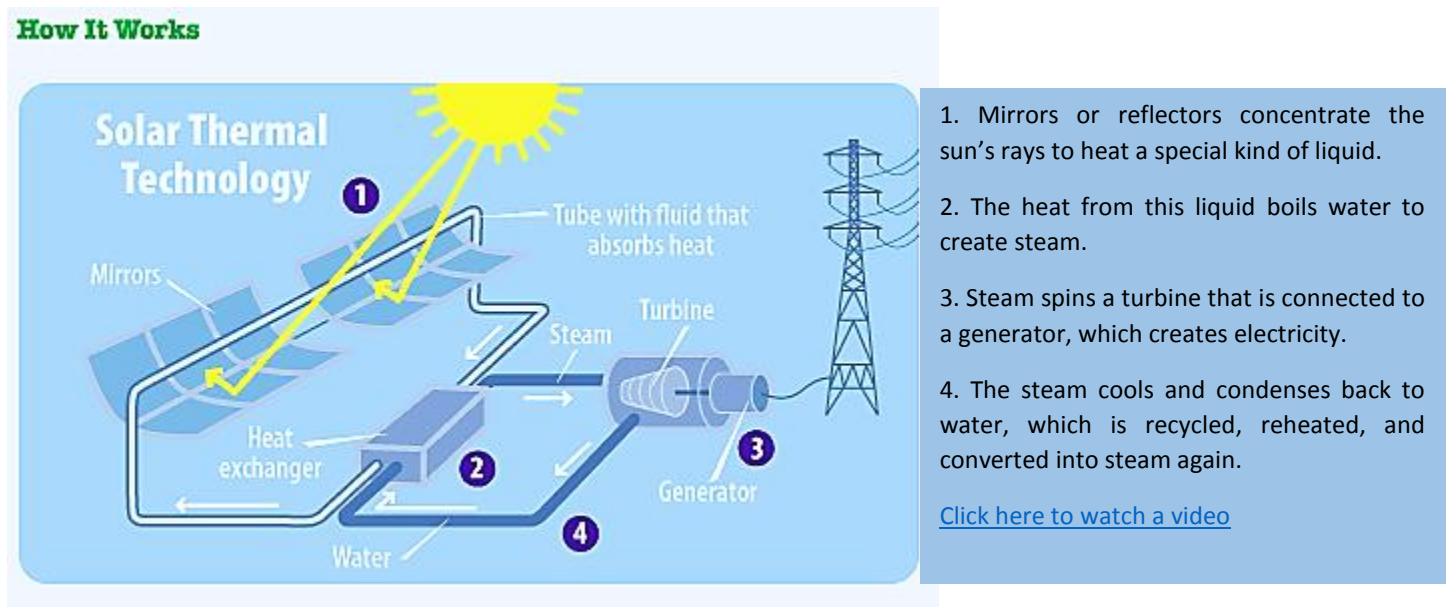 How It Works
Solar Thermal
Technology
1
Tube with fluid that
absorbs heat
Mirrors
Turbine
Steam
Heat
exchanger
2
3
Generator
4
Water
1. Mirrors or reflectors concentrate the
sun’s rays to heat a special kind of liquid.
2. The heat from this liquid boils water to
create steam.
3. Steam spins a turbine that is connected to
a generator, which creates electricity.
4. The steam cools and condenses back to
water, which is recycled, reheated, and
converted into steam again.
Click here to watch a video